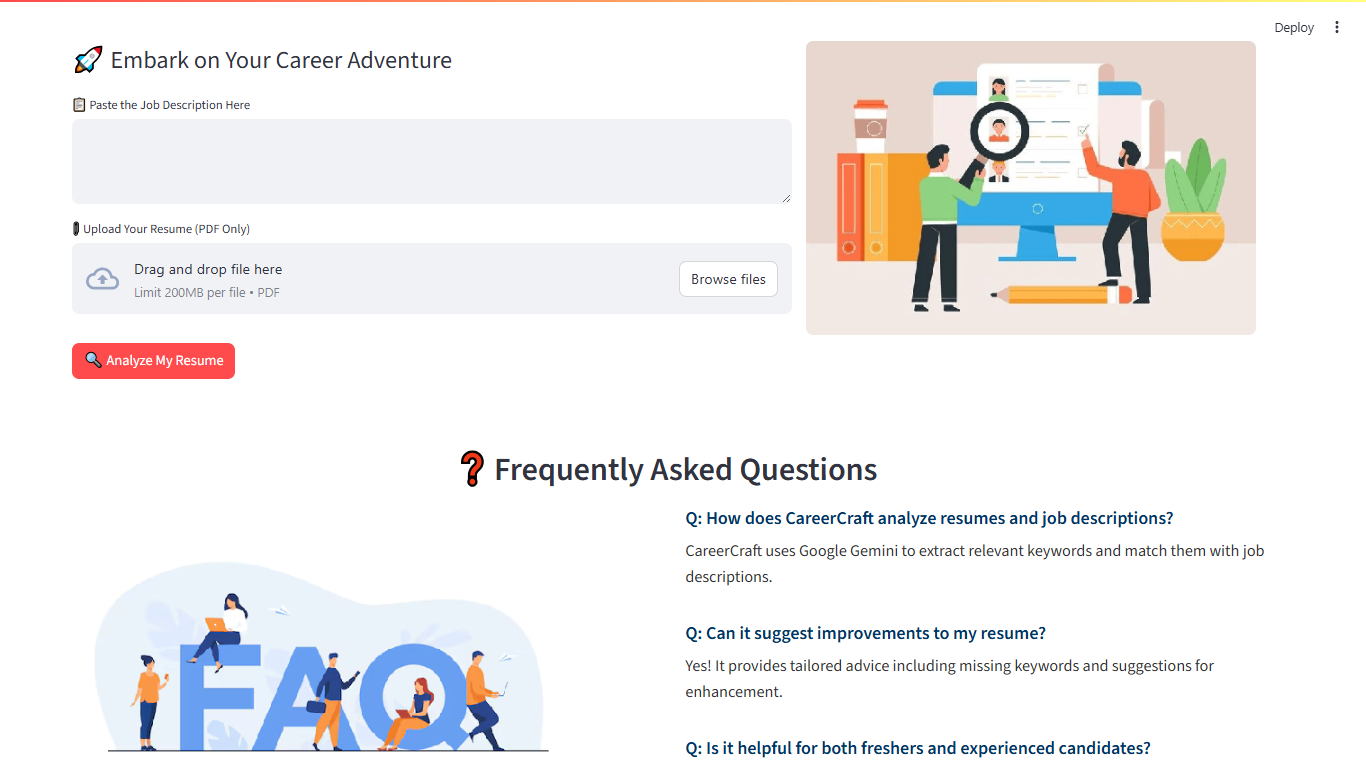 Deploy
🚀 Embark on Your Career Adventure
📋 Paste the Job Description Here
Upload Your Resume (PDF Only)
Drag and drop file here
Limit 200MB per file • PDF
Browse files
🔍 Analyze My Resume
❓ Frequently Asked Questions
FAQ
Q: How does CareerCraft analyze resumes and job descriptions?
CareerCraft uses Google Gemini to extract relevant keywords and match them with job
descriptions.
Q: Can it suggest improvements to my resume?
Yes! It provides tailored advice including missing keywords and suggestions for
enhancement.
Q: Is it helpful for both freshers and experienced candidates?